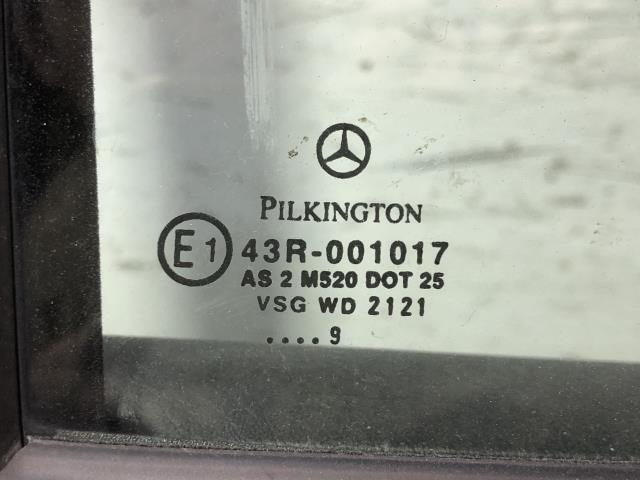 PILKINGTON
E1 43R-001017
AS 2 M520 DOT 25
VSG WD 2121
....9